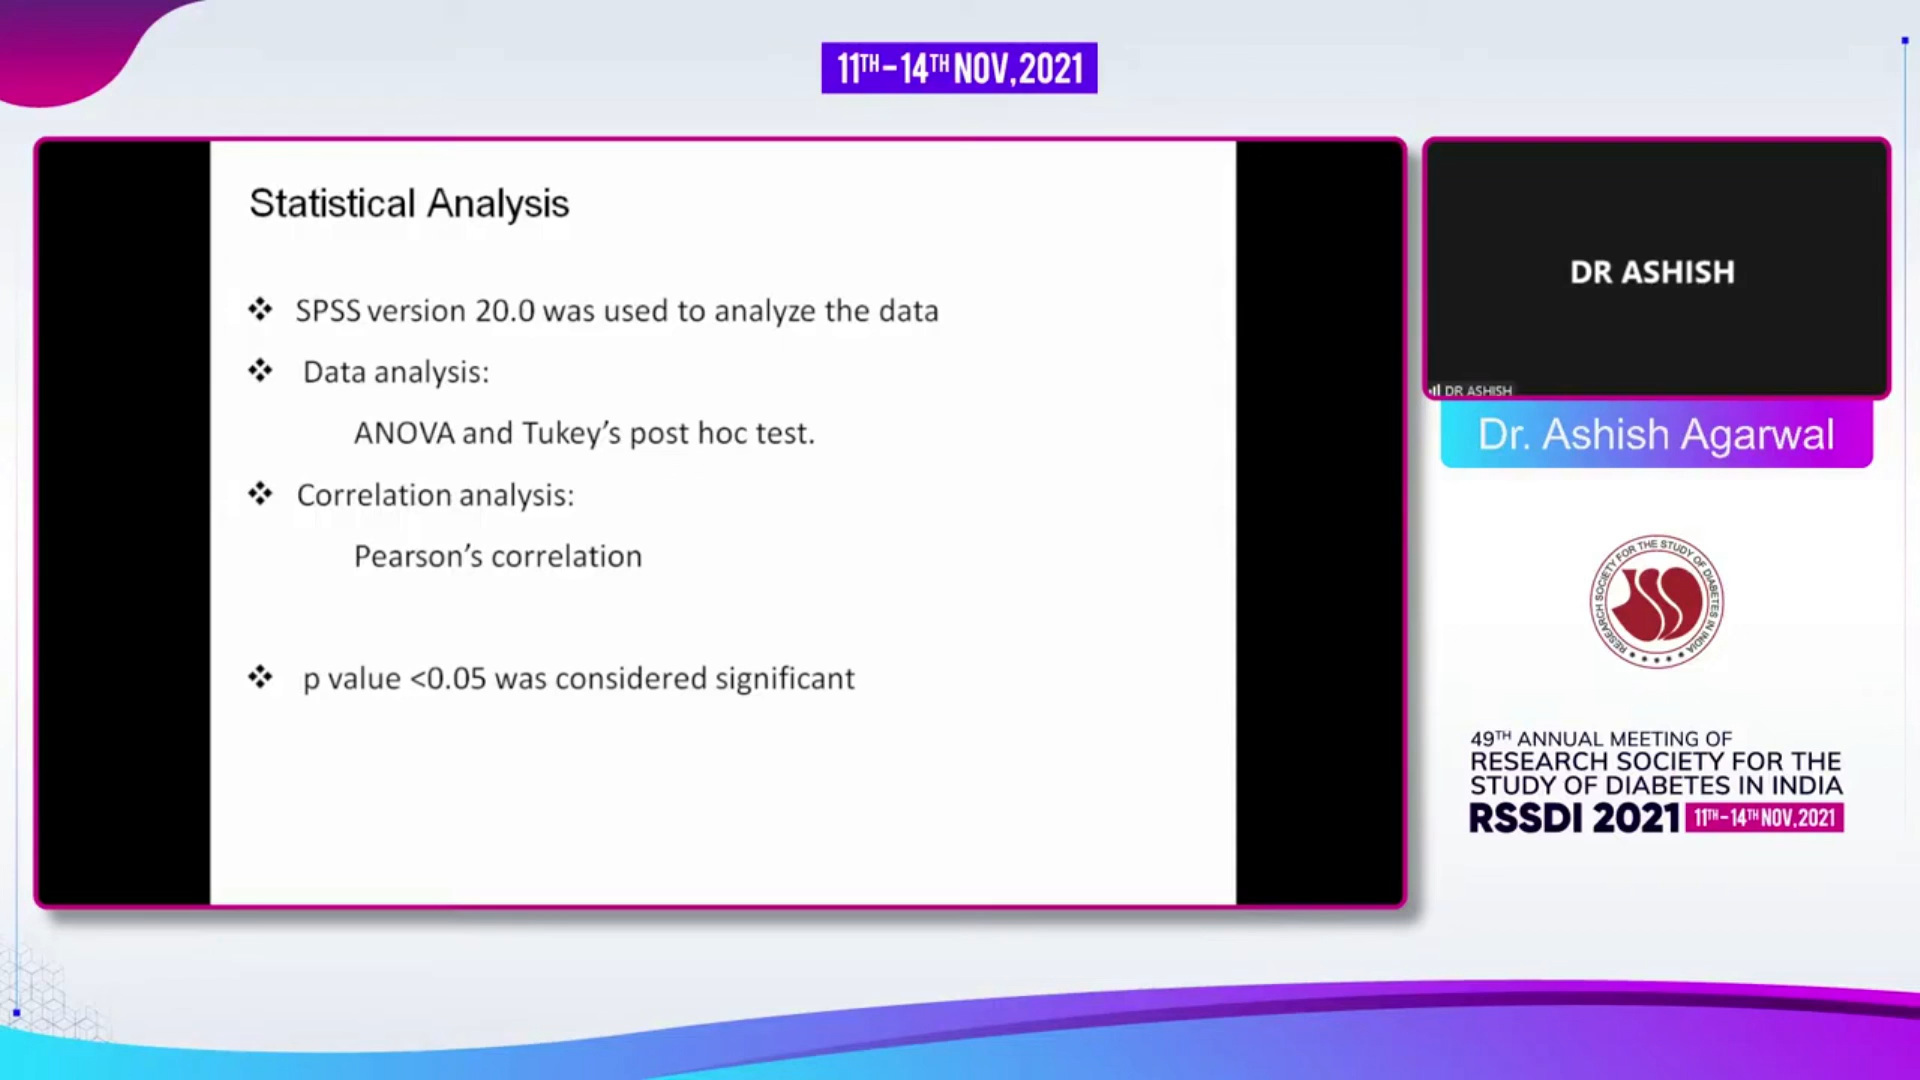 11TH-14TH NOV, 2021
Statistical Analysis
❖ SPSS version 20.0 was used to analyze the data
❖ Data analysis:
ANOVA and Tukey’s post hoc test.
❖ Correlation analysis:
Pearson’s correlation
❖ p value <0.05 was considered significant
DR ASHISH
DR ASHISH
Dr. Ashish Agarwal
RESEARCH SOCIETY FOR THE STUDY OF DIABETES IN INDIA
49TH ANNUAL MEETING OF
RESEARCH SOCIETY FOR THE
STUDY OF DIABETES IN INDIA
RSSDI 2021 11TH-14TH NOV, 2021